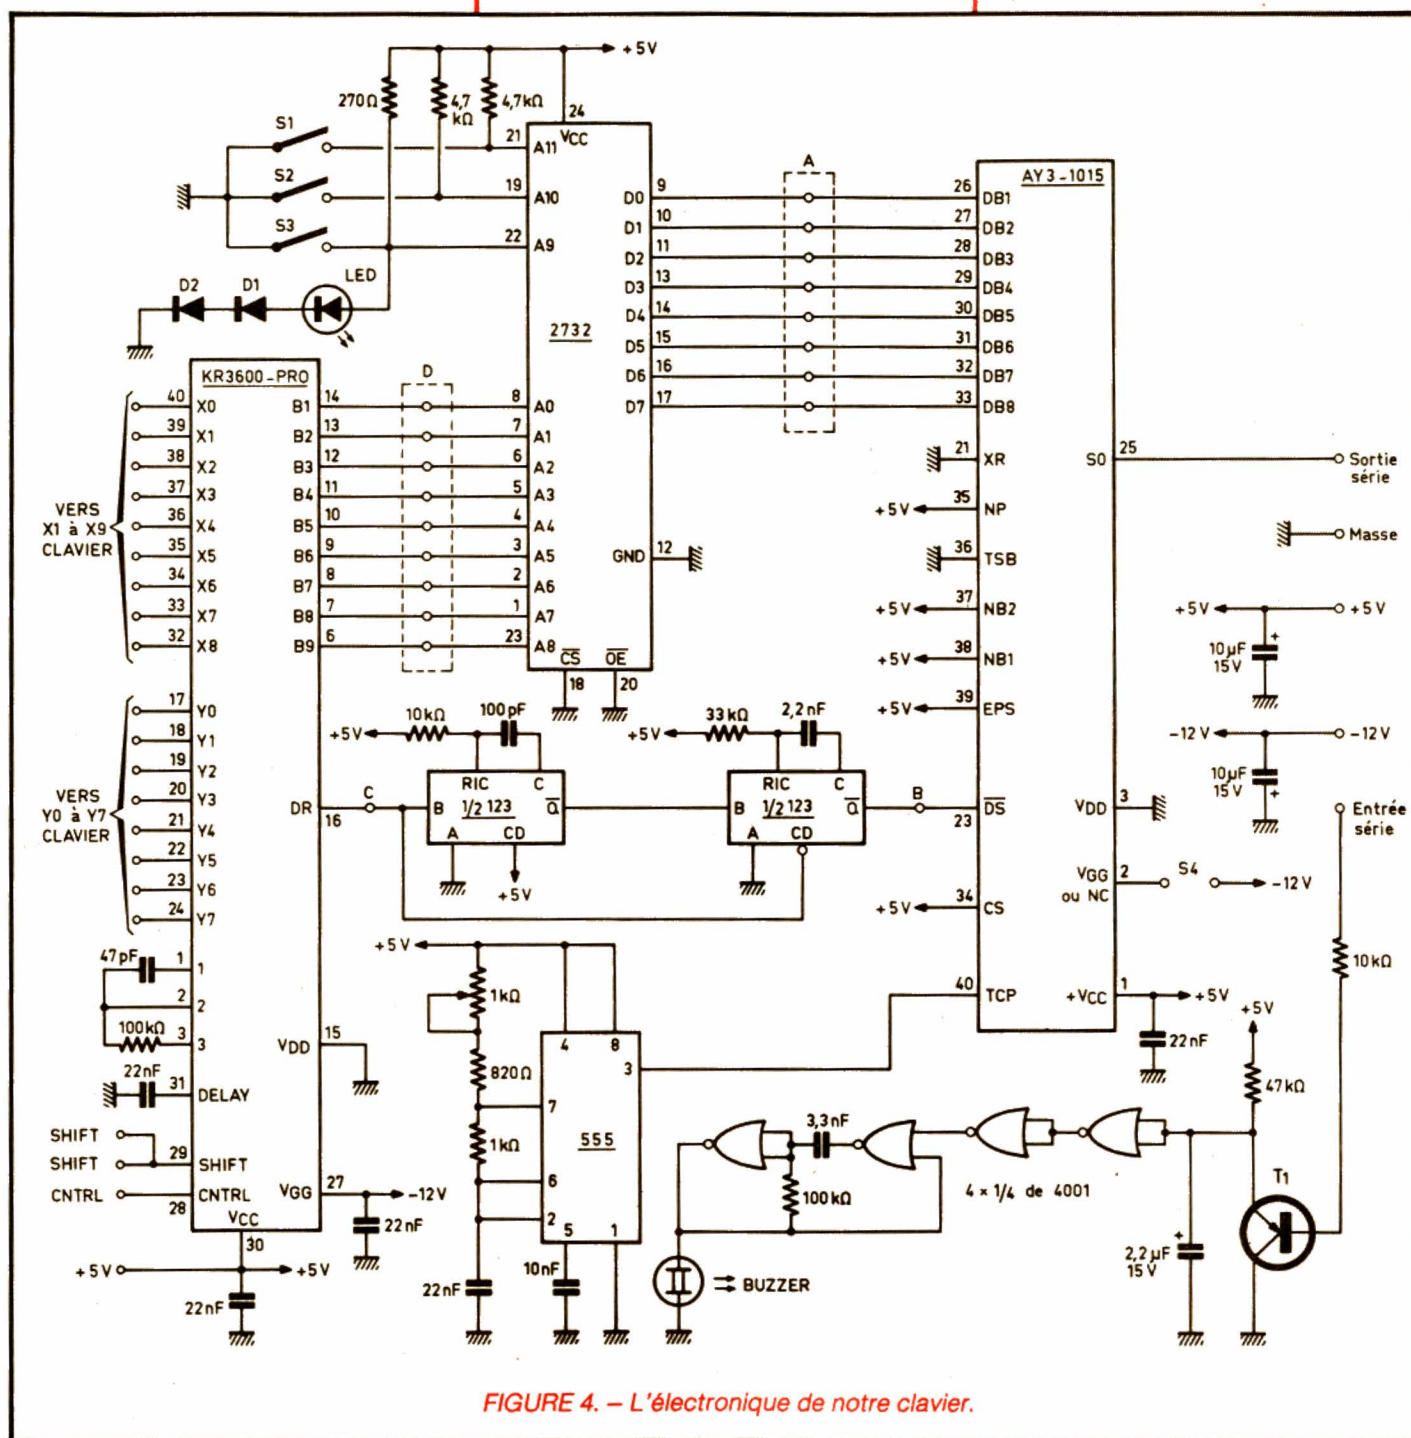 +5V
270Ω
4,7 kΩ
4,7kΩ
24
S1
21 A11
VCC
S2
19 A10
S3
22 A9
D2
D1
LED
2732
A
AY3-1015
D0 9
26 DB1
D1 10
27 DB2
D2 11
28 DB3
D3 13
29 DB4
D4 14
30 DB5
D5 15
31 DB6
D6 16
32 DB7
D7 17
33 DB8
KR3600-PRO
D
40 X0
B1 14
8 A0
39 X1
B2 13
7 A1
38 X2
B3 12
6 A2
37 X3
B4 11
5 A3
36 X4
B5 10
4 A4
35 X5
B6 9
3 A5
34 X6
B7 8
2 A6
33 X7
B8 7
1 A7
32 X8
B9 6
23 A8
VERS
X1 à X9
CLAVIER
GND 12
CS
OE
18
20
21 XR
SO 25
Sortie
série
+5V
35 NP
Masse
36 TSB
+5V
37 NB2
+5V
+5V
+5V
38 NB1
10µF
15V
+
+5V
39 EPS
-12V
-12V
10µF
15V
+
17 Y0
18 Y1
19 Y2
20 Y3
21 Y4
22 Y5
23 Y6
24 Y7
VERS
Y0 à Y7
CLAVIER
DR
16
C
+5V
10kΩ
100pF
RIC
C
B
1/2 123
Q
A
CD
+5V
+5V
33kΩ
2,2nF
RIC
C
B
1/2 123
Q
A
CD
B
23 DS
VDD 3
Entrée
série
VGG 2
ou NC
S4
-12V
+5V
34 CS
10kΩ
47pF
1 1
2 2
100kΩ
3 3
22nF
31 DELAY
VDD 15
SHIFT
SHIFT
29 SHIFT
CNTRL
28 CNTRL
VGG 27
-12V
22nF
VCC
30
+5V
+5V
22nF
+5V
1kΩ
820Ω
1kΩ
22nF
4
8
3
7
555
6
2
5
1
10nF
40 TCP
+VCC 1
+5V
22nF
+5V
47kΩ
3,3nF
100kΩ
4 x 1/4 de 4001
BUZZER
2,2µF
15V
+
T1
FIGURE 4. – L'électronique de notre clavier.